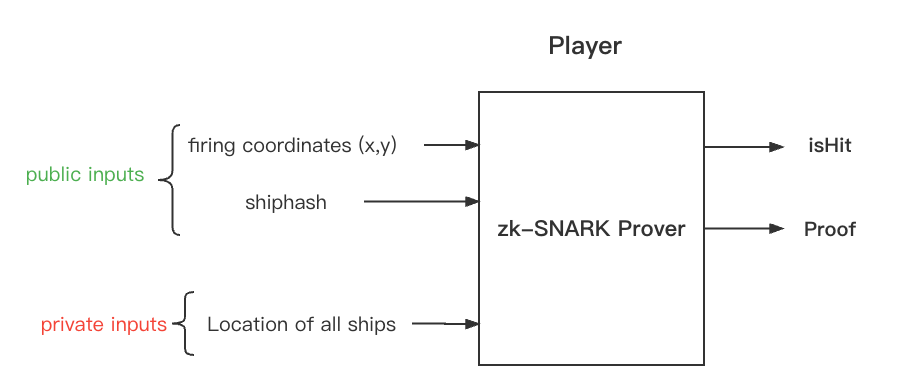 Player
public inputs
firing coordinates (x,y)
shiphash
private inputs
Location of all ships
zk-SNARK Prover
isHit
Proof